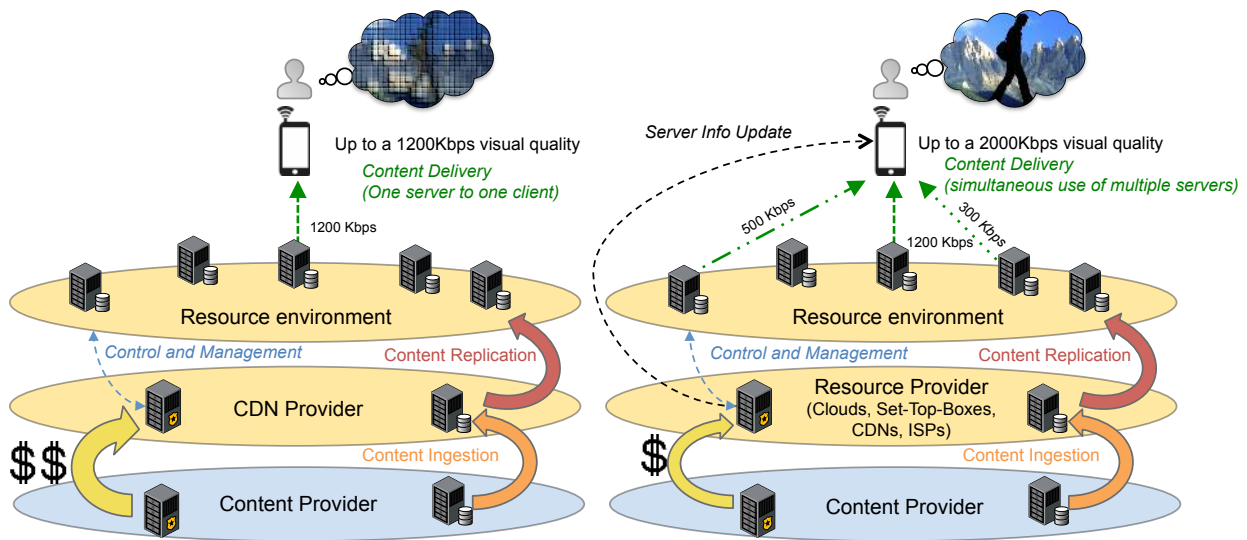 Up to a 1200Kbps visual quality
Content Delivery
(One server to one client)
1200 Kbps
Resource environment
Control and Management
Content Replication
CDN Provider
$$
Content Ingestion
Content Provider
Server Info Update
Up to a 2000Kbps visual quality
Content Delivery
(simultaneous use of multiple servers)
500 Kbps
1200 Kbps
300 Kbps
Resource environment
Control and Management
Content Replication
Resource Provider
(Clouds, Set-Top-Boxes,
CDNs, ISPs)
$
Content Ingestion
Content Provider